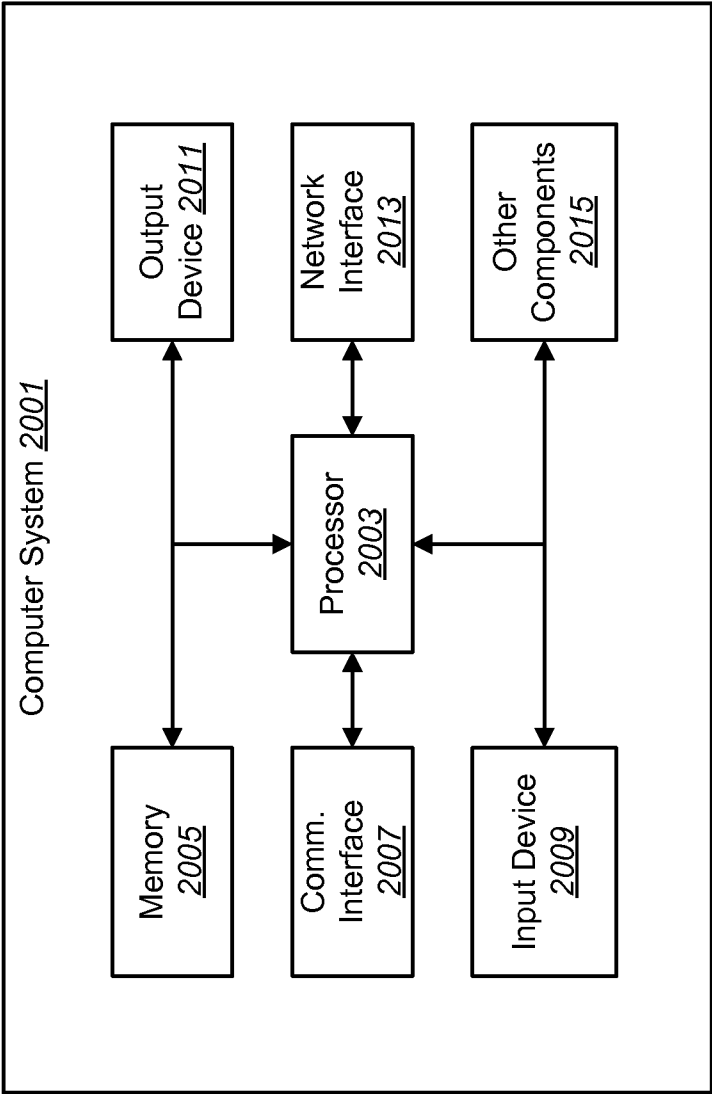 Computer System 2001
Memory
2005
Output
Device 2011
Comm.
Interface
2007
Processor
2003
Network
Interface
2013
Input Device
2009
Other
Components
2015